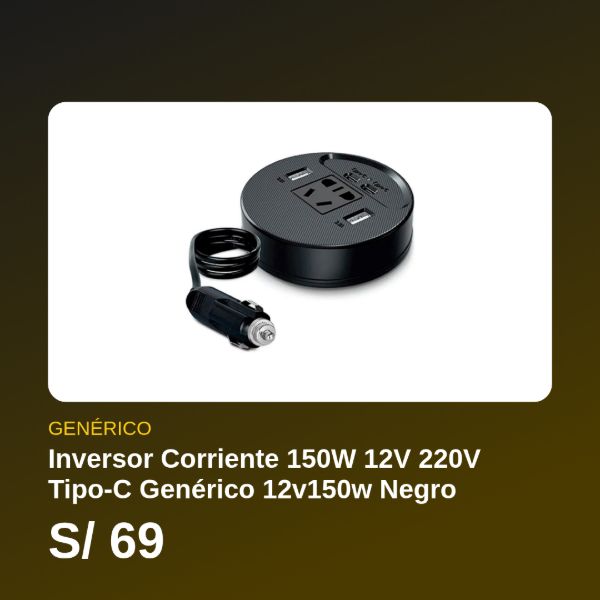 GENÉRICO
Inversor Corriente 150W 12V 220V
Tipo-C Genérico 12v150w Negro
S/ 69